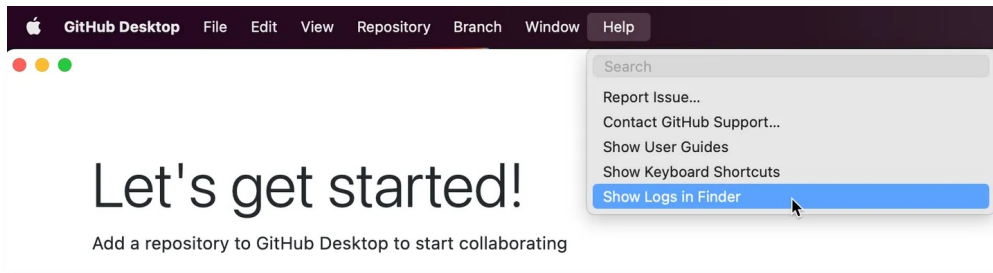 GitHub Desktop File Edit View Repository Branch Window Help
Search
Report Issue...
Contact GitHub Support...
Show User Guides
Show Keyboard Shortcuts
Show Logs in Finder
Let's get started!
Add a repository to GitHub Desktop to start collaborating